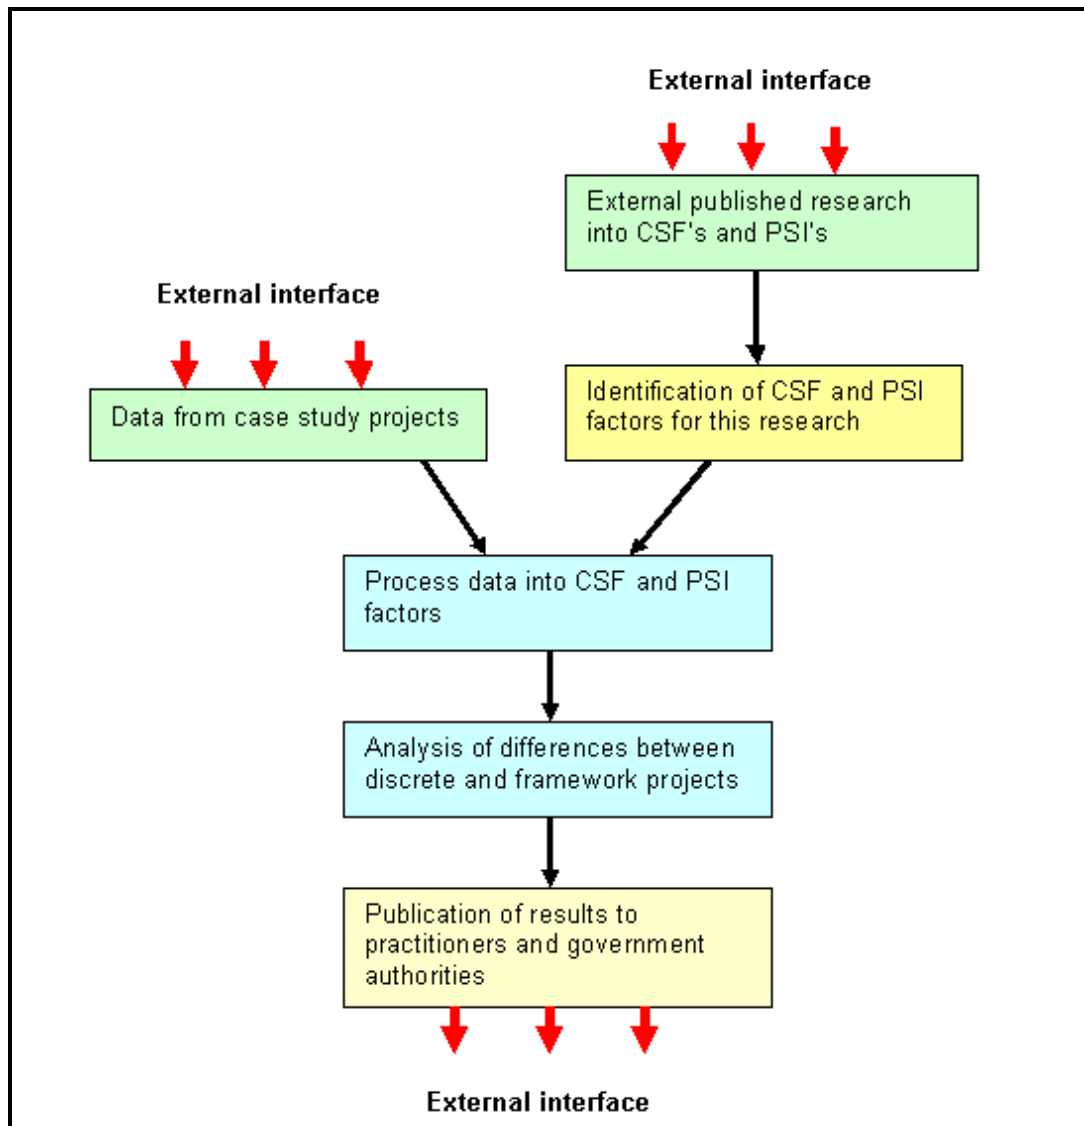 External interface
External published research
into CSF's and PSI's
External interface
Data from case study projects
Identification of CSF and PSI
factors for this research
Process data into CSF and PSI
factors
Analysis of differences between
discrete and framework projects
Publication of results to
practitioners and government
authorities
External interface